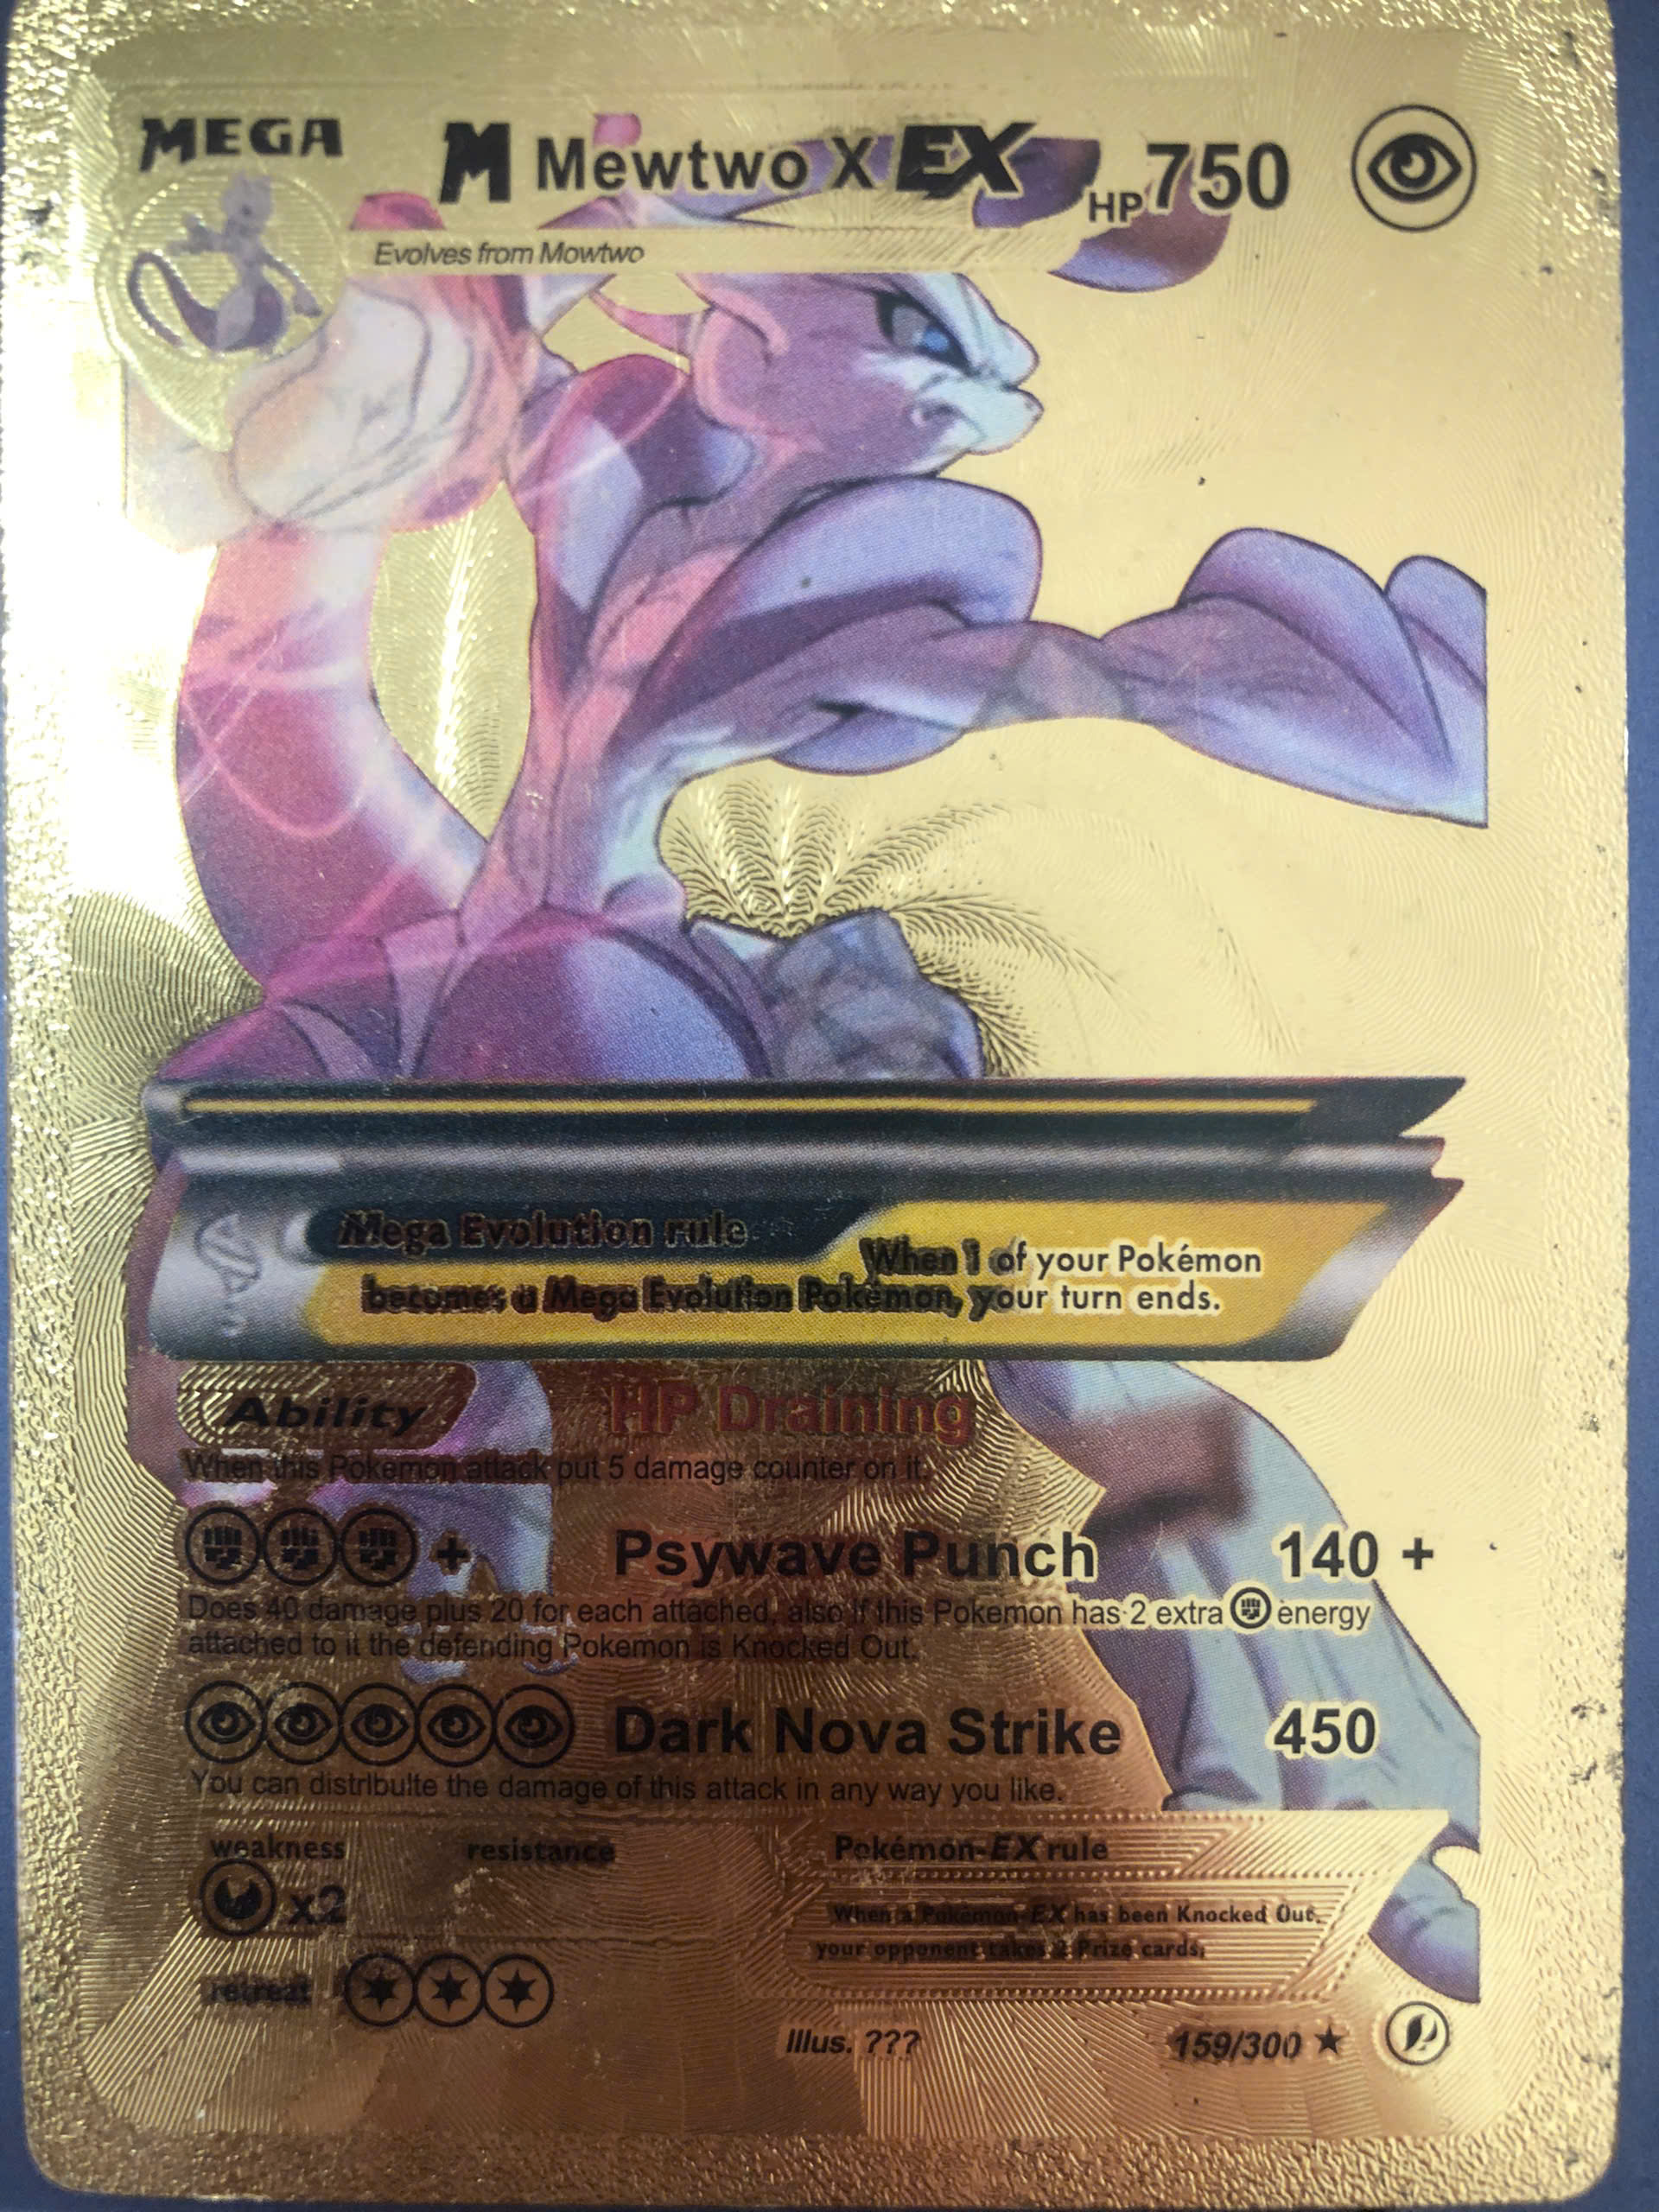 MEGA
M Mewtwo X EX HP 750
Evolves from Mowtwo
Mega Evolution rule
When 1 of your Pokémon
becomes a Mega Evolution Pokémon, your turn ends.
Ability HP Draining
When this Pokemon attack put 5 damage counter on it.
+ Psywave Punch 140 +
Does 40 damage plus 20 for each attached, also if this Pokemon has 2 extra energy
attached to it the defending Pokemon is Knocked Out.
Dark Nova Strike 450
You can distribulte the damage of this attack in any way you like.
weakness resistance
x2
Pokémon-EX rule
When a Pokémon-EX has been Knocked Out,
your opponent takes 2 Prize cards,
retreat
Illus. ??? 159/300 ★